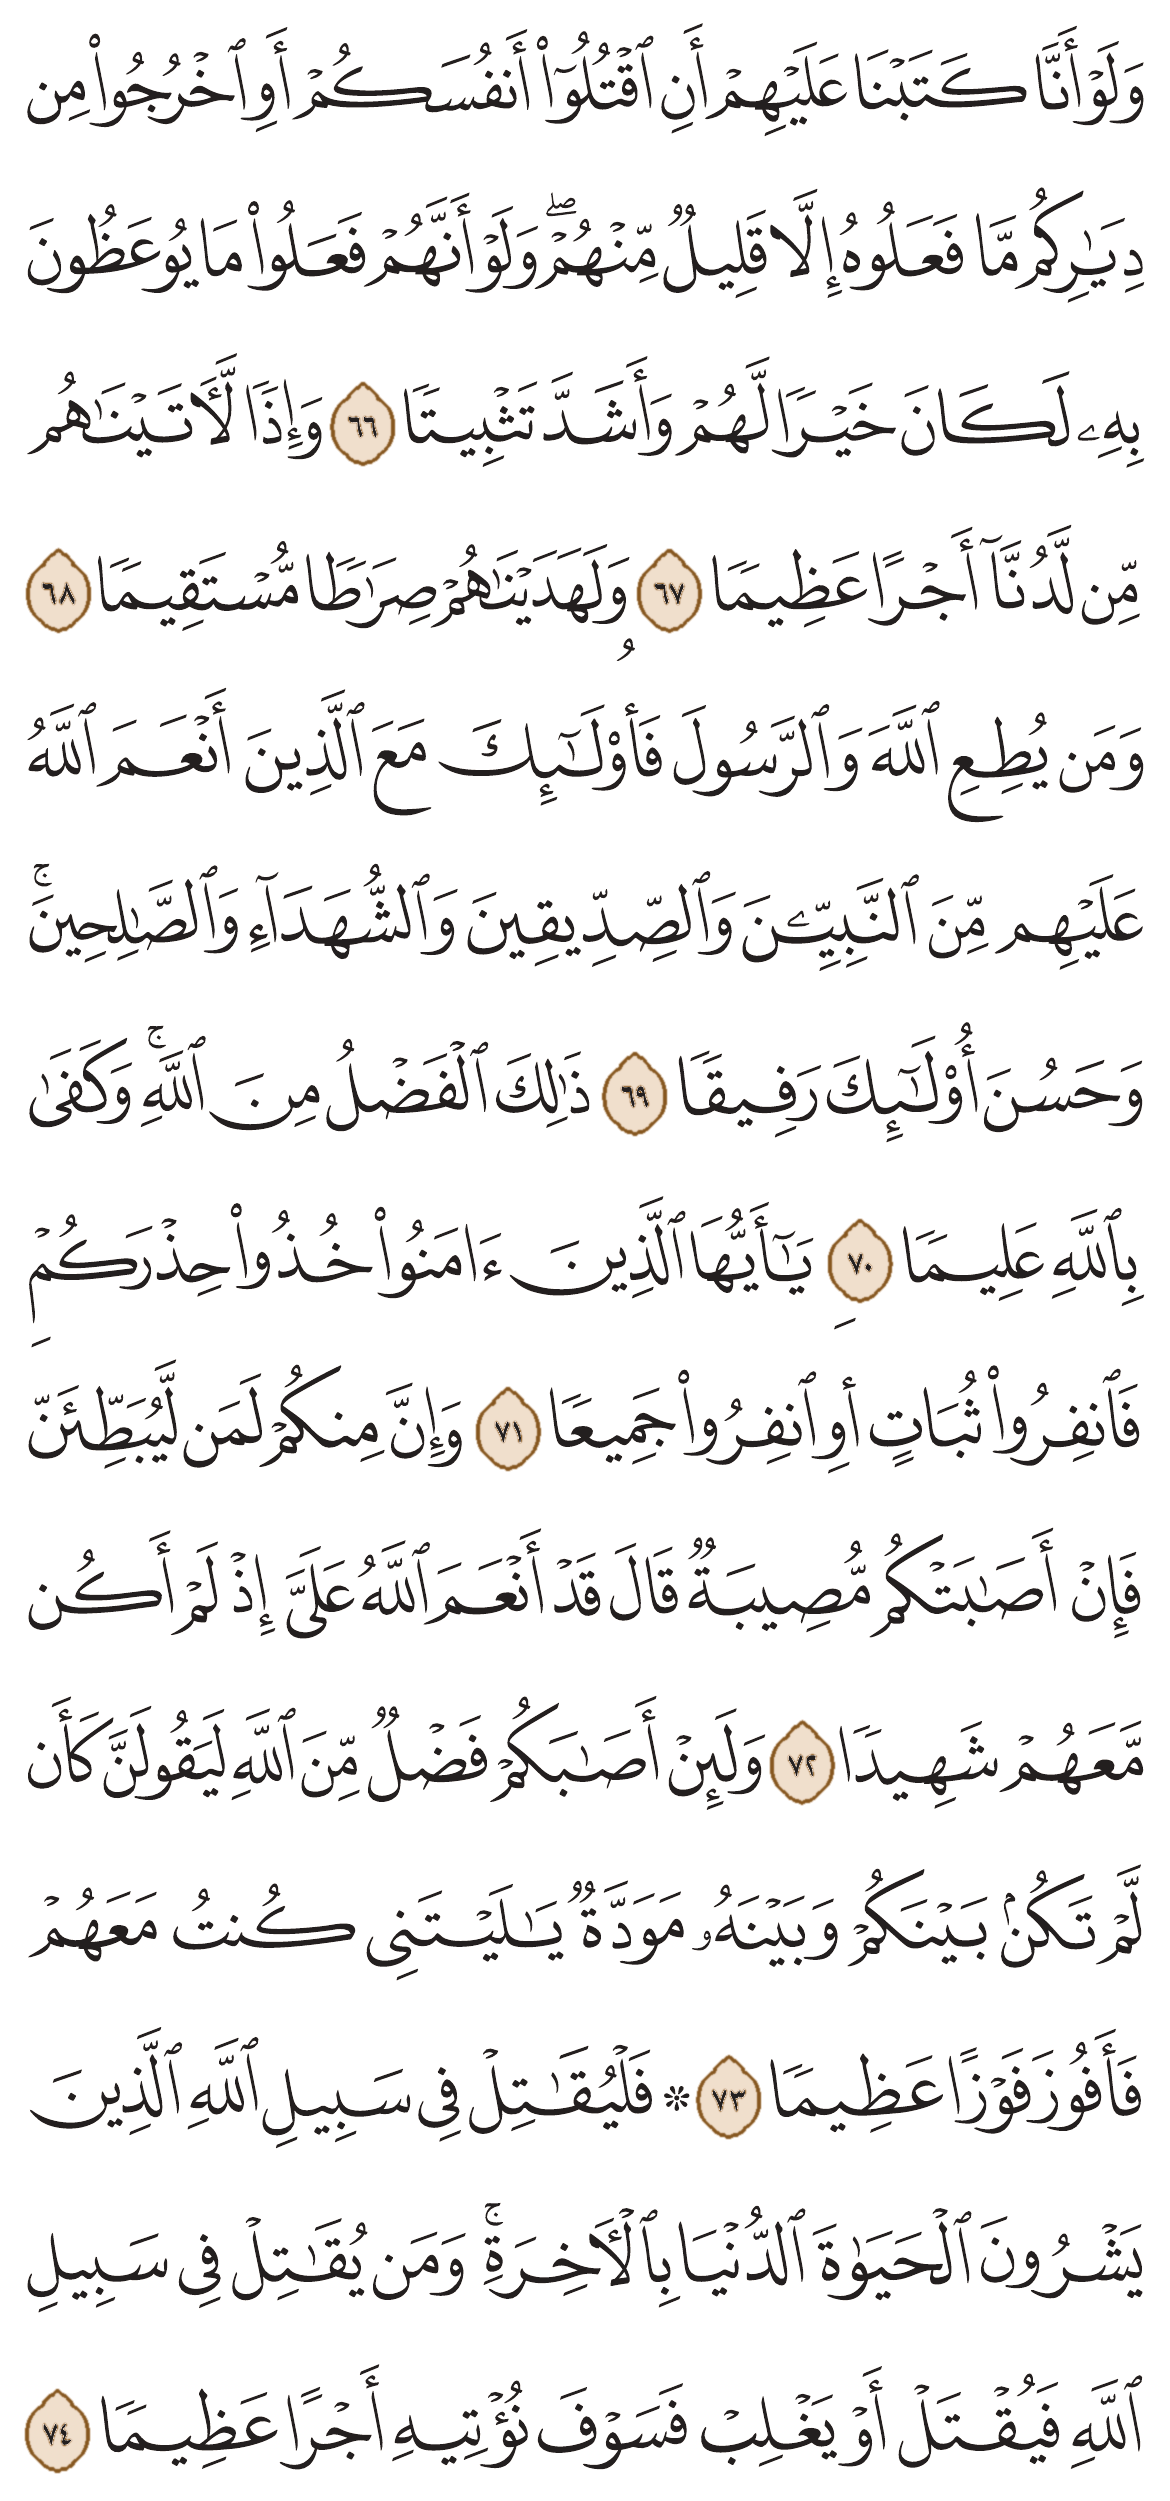 وَلَوۡ أَنَّا كَتَبۡنَا عَلَيۡهِمۡ أَنِ ٱقۡتُلُوٓاْ أَنفُسَكُمۡ أَوِ ٱخۡرُجُواْ مِن
دِيَٰرِكُم مَّا فَعَلُوهُ إِلَّا قَلِيلٞ مِّنۡهُمۡۖ وَلَوۡ أَنَّهُمۡ فَعَلُواْ مَا يُوعَظُونَ
بِهِۦ لَكَانَ خَيۡرٗا لَّهُمۡ وَأَشَدَّ تَثۡبِيتٗا ٦٦ وَإِذٗا لَّأٓتَيۡنَٰهُم
مِّن لَّدُنَّآ أَجۡرًا عَظِيمٗا ٦٧ وَلَهَدَيۡنَٰهُمۡ صِرَٰطٗا مُّسۡتَقِيمٗا ٦٨
وَمَن يُطِعِ ٱللَّهَ وَٱلرَّسُولَ فَأُوْلَٰٓئِكَ مَعَ ٱلَّذِينَ أَنۡعَمَ ٱللَّهُ
عَلَيۡهِم مِّنَ ٱلنَّبِيِّـۧنَ وَٱلصِّدِّيقِينَ وَٱلشُّهَدَآءِ وَٱلصَّٰلِحِينَۚ
وَحَسُنَ أُوْلَٰٓئِكَ رَفِيقٗا ٦٩ ذَٰلِكَ ٱلۡفَضۡلُ مِنَ ٱللَّهِۚ وَكَفَىٰ
بِٱللَّهِ عَلِيمٗا ٧٠ يَٰٓأَيُّهَا ٱلَّذِينَ ءَامَنُواْ خُذُواْ حِذۡرَكُمۡ
فَٱنفِرُواْ ثُبَاتٍ أَوِ ٱنفِرُواْ جَمِيعٗا ٧١ وَإِنَّ مِنكُمۡ لَمَن لَّيُبَطِّئَنَّ
فَإِنۡ أَصَٰبَتۡكُم مُّصِيبَةٞ قَالَ قَدۡ أَنۡعَمَ ٱللَّهُ عَلَيَّ إِذۡ لَمۡ أَكُن
مَّعَهُمۡ شَهِيدٗا ٧٢ وَلَئِنۡ أَصَٰبَكُمۡ فَضۡلٞ مِّنَ ٱللَّهِ لَيَقُولَنَّ كَأَن
لَّمۡ تَكُنۢ بَيۡنَكُمۡ وَبَيۡنَهُۥ مَوَدَّةٞ يَٰلَيۡتَنِي كُنتُ مَعَهُمۡ
فَأَفُوزَ فَوۡزًا عَظِيمٗا ٧٣ ۞ فَلۡيُقَٰتِلۡ فِي سَبِيلِ ٱللَّهِ ٱلَّذِينَ
يَشۡرُونَ ٱلۡحَيَوٰةَ ٱلدُّنۡيَا بِٱلۡأٓخِرَةِۚ وَمَن يُقَٰتِلۡ فِي سَبِيلِ
ٱللَّهِ فَيُقۡتَلۡ أَوۡ يَغۡلِبۡ فَسَوۡفَ نُؤۡتِيهِ أَجۡرًا عَظِيمٗا ٧٤